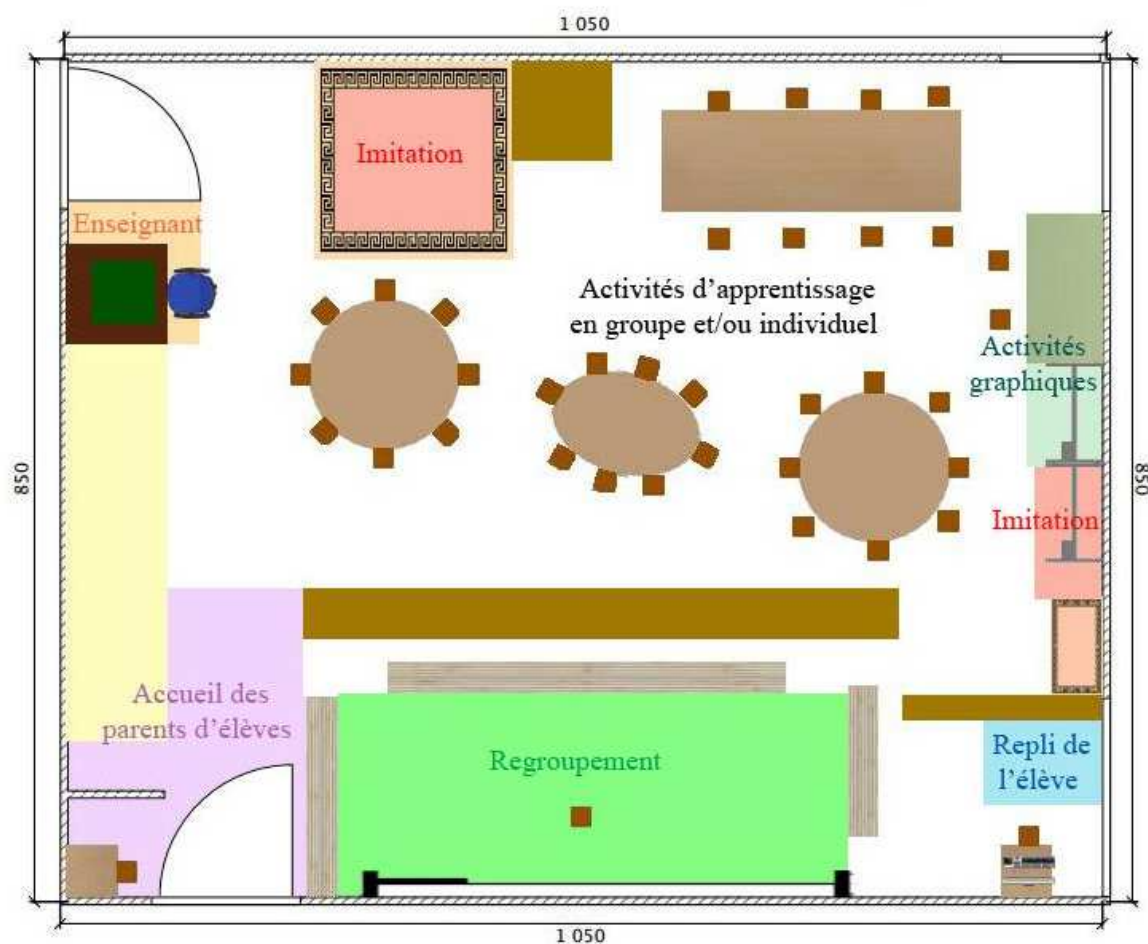 1 050
Imitation
Enseignant
Activités d’apprentissage
en groupe et/ou individuel
Activités
graphiques
850
850
Imitation
Accueil des
parents d’élèves
Regroupement
Repli de
l’élève
1 050